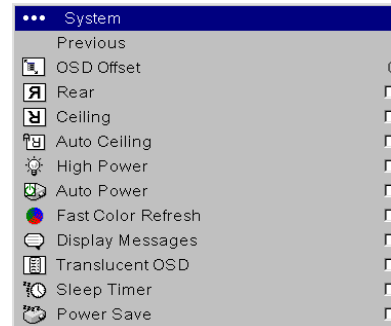 System
Previous
OSD Offset
Rear
Ceiling
Auto Ceiling
High Power
Auto Power
Fast Color Refresh
Display Messages
Translucent OSD
Sleep Timer
Power Save